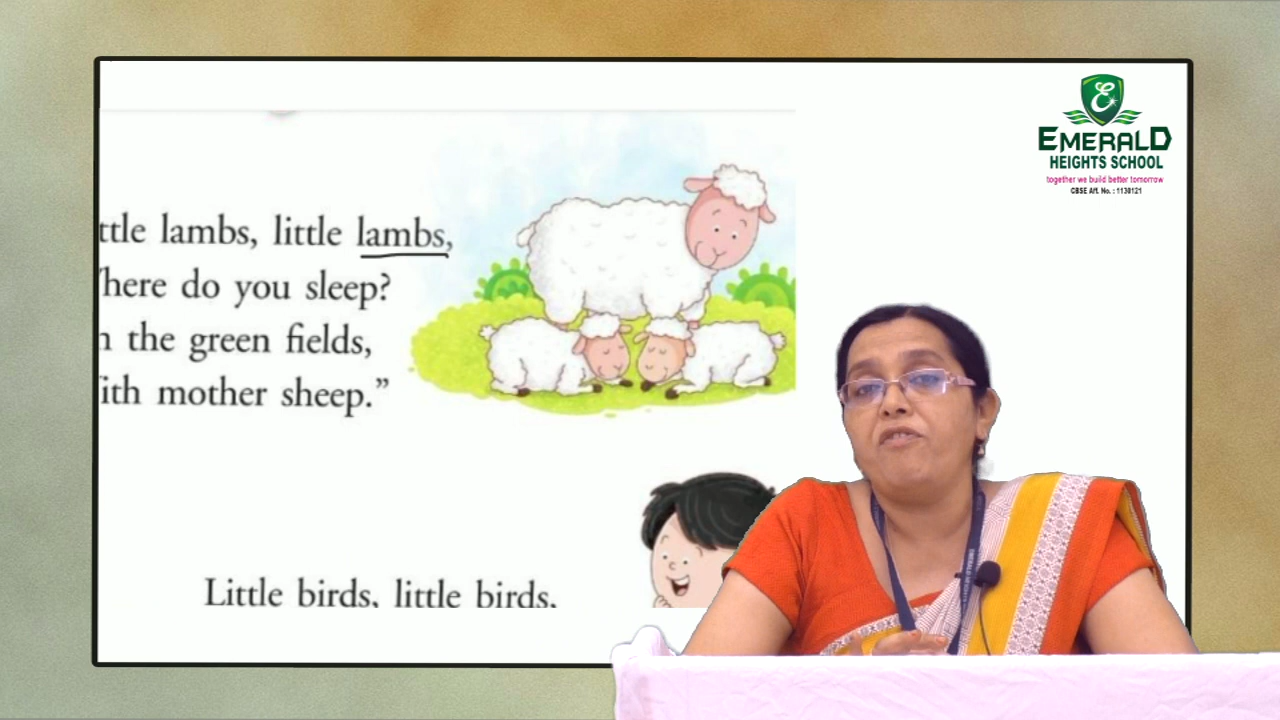 ttle lambs, little lambs,
here do you sleep?
n the green fields,
ith mother sheep.”
Little birds, little birds,
E
EMERALD
HEIGHTS SCHOOL
together we build better tomorrow
CBSE Aff. No. : 1130121